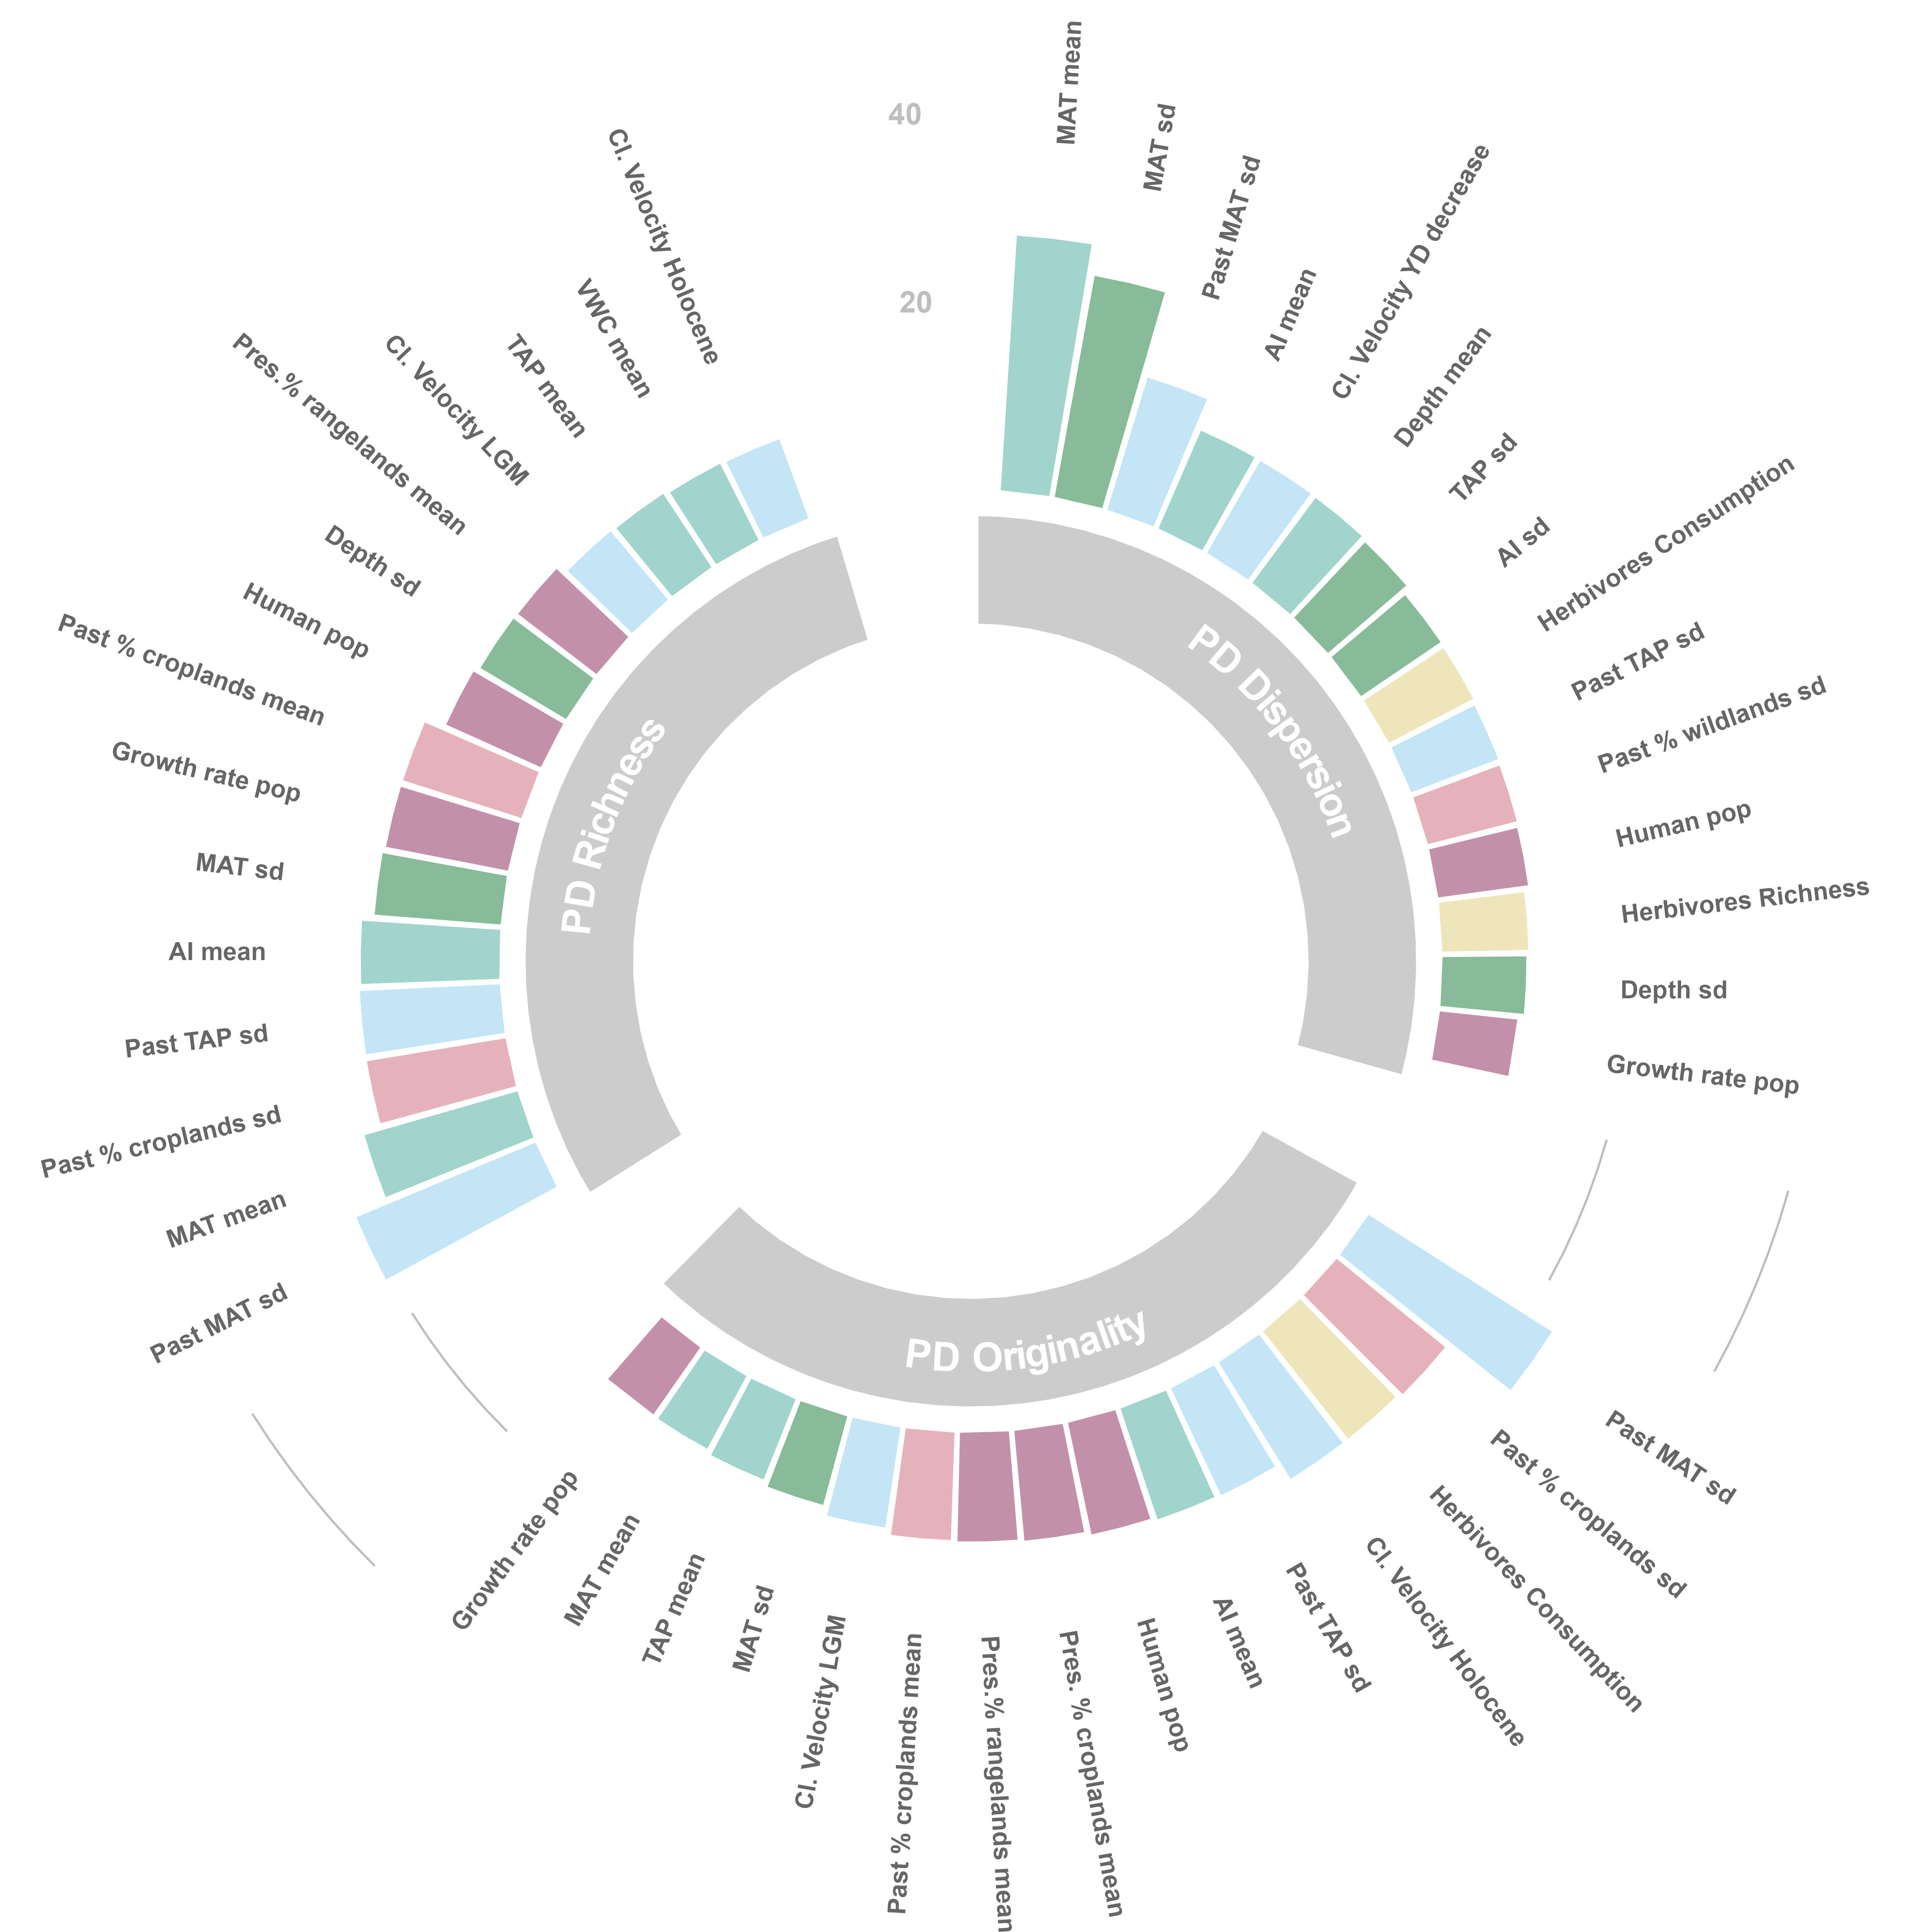 40
20
MAT mean
MAT sd
Past MAT sd
AI mean
Cl. Velocity YD decrease
Depth mean
TAP sd
AI sd
Herbivores Consumption
Past TAP sd
Past % wildlands sd
Human pop
Herbivores Richness
Depth sd
Growth rate pop
PD Dispersion
Past MAT sd
Past % croplands sd
Herbivores Consumption
Cl. Velocity Holocene
Past TAP sd
AI mean
Human pop
Pres. % croplands mean
Pres.% rangelands mean
Past % croplands mean
Cl. Velocity LGM
MAT sd
TAP mean
MAT mean
Growth rate pop
PD Originality
Past MAT sd
MAT mean
Past % croplands sd
Past TAP sd
AI mean
MAT sd
Growth rate pop
Past % croplands mean
Human pop
Depth sd
Pres.% rangelands mean
Cl. Velocity LGM
TAP mean
VWC mean
Cl. Velocity Holocene
PD Richness